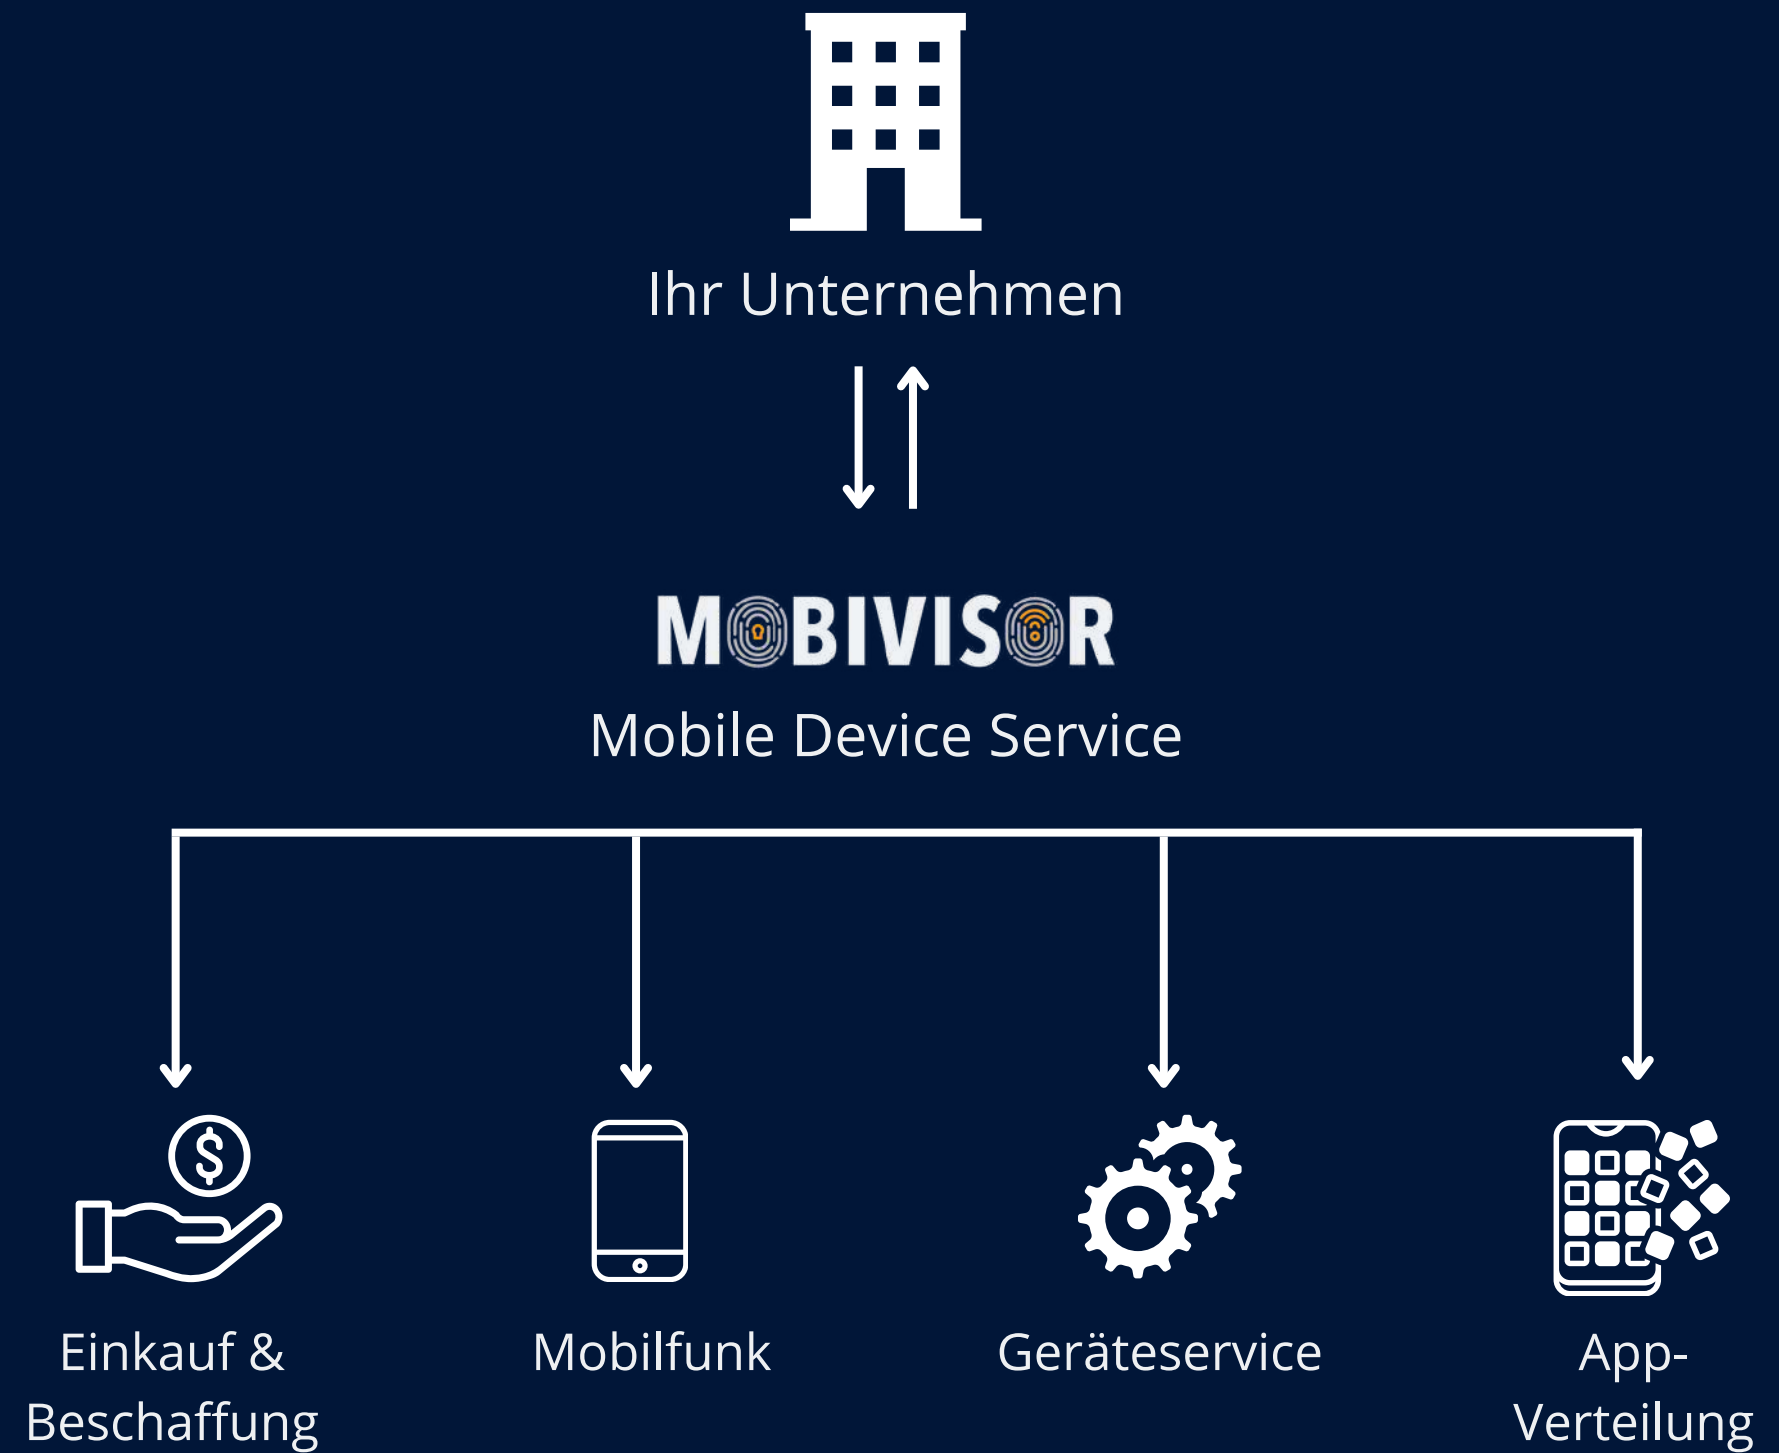 Ihr Unternehmen
MOBIVISOR
Mobile Device Service
Einkauf &
Beschaffung
Mobilfunk
Geräteservice
App-
Verteilung